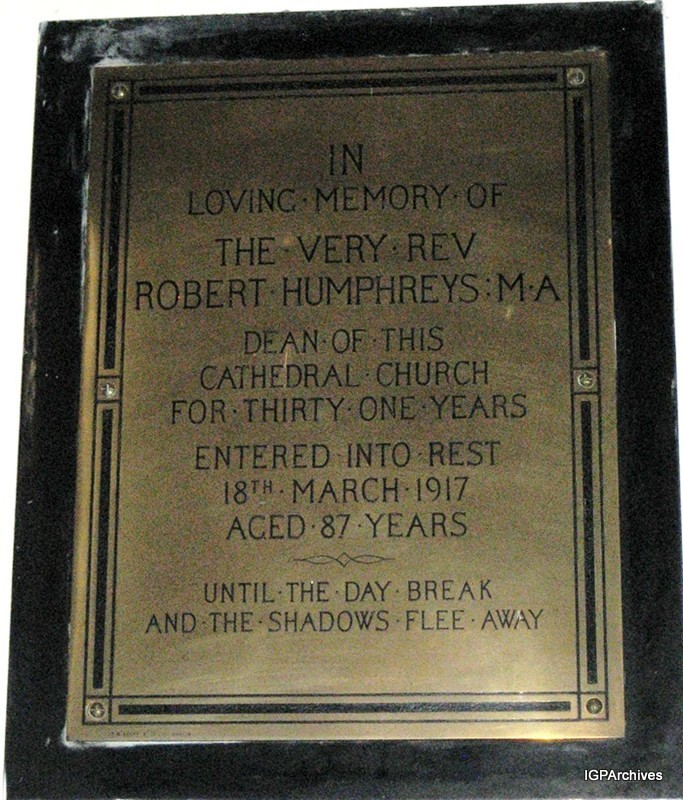 IN
LOVING·MEMORY·OF
THE·VERY·REV
ROBERT·HUMPHREYS:M·A
DEAN·OF·THIS
CATHEDRAL·CHURCH
FOR·THIRTY·ONE·YEARS
ENTERED·INTO·REST
18TH·MARCH·1917
AGED·87·YEARS
UNTIL·THE·DAY·BREAK
AND·THE·SHADOWS·FLEE·AWAY
IGPArchives